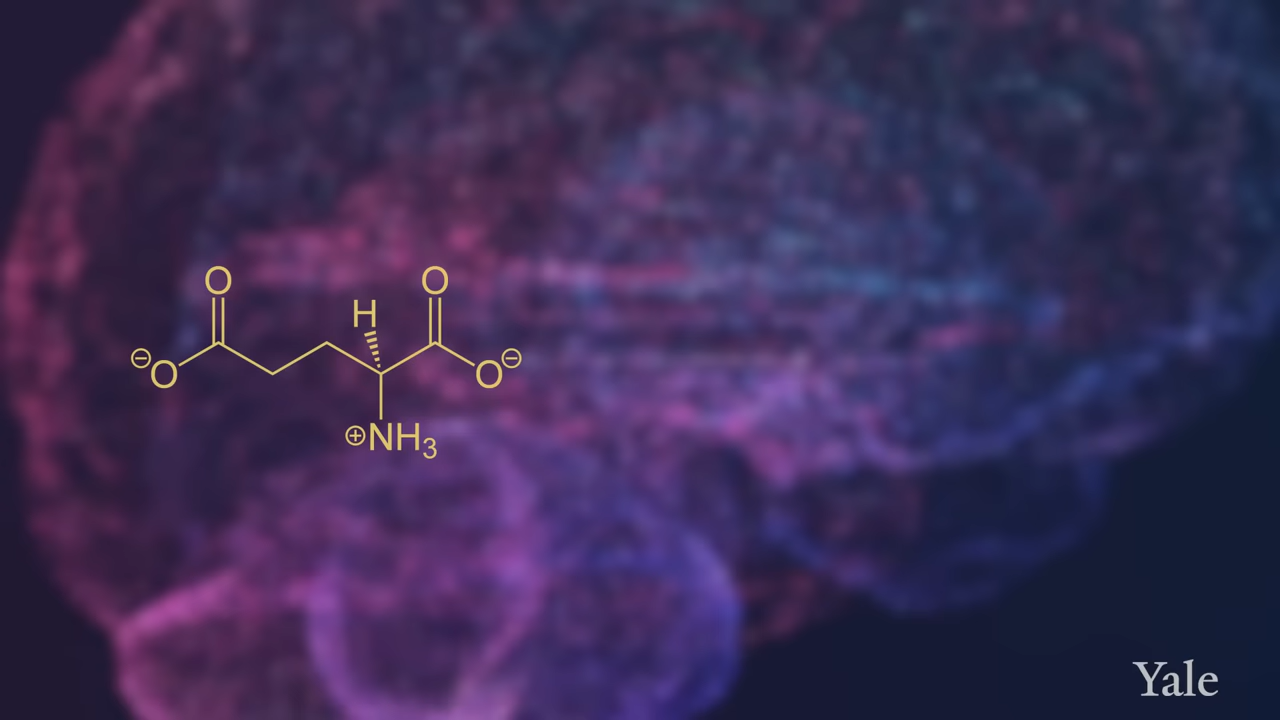 O O
H
⊖O O⊖
⊕NH₃
Yale